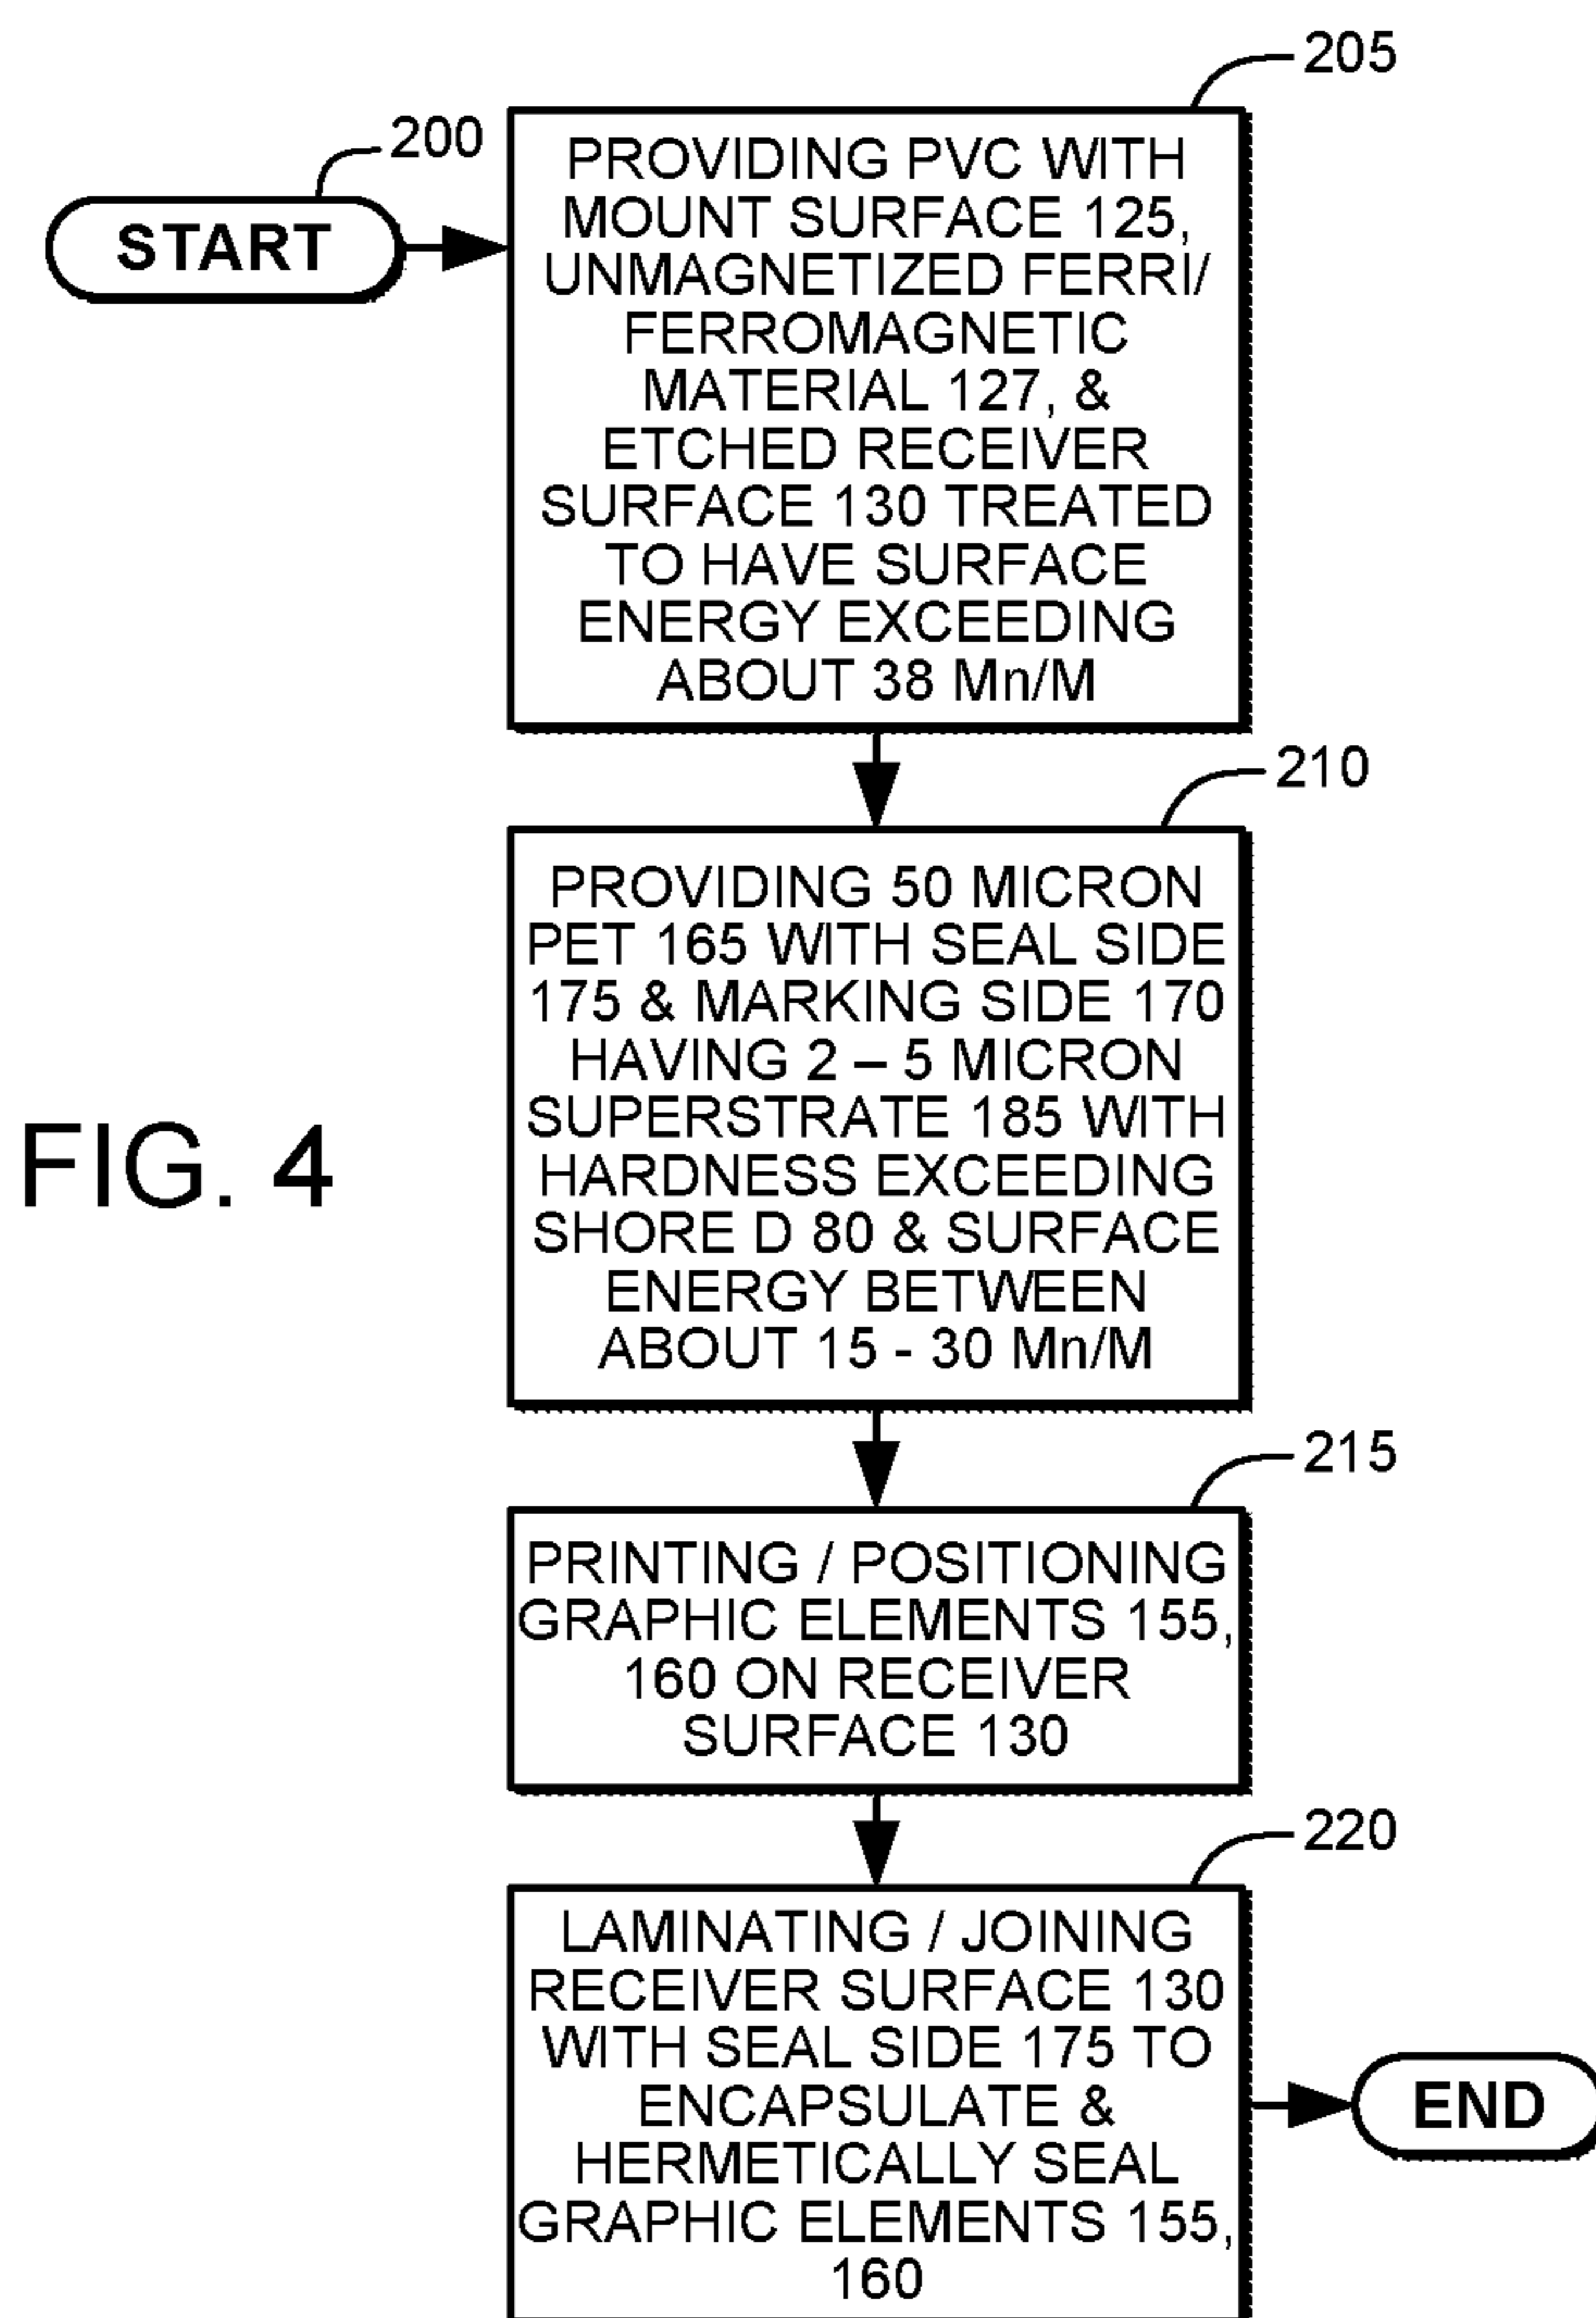 205
200
START
PROVIDING PVC WITH
MOUNT SURFACE 125,
UNMAGNETIZED FERRI/
FERROMAGNETIC
MATERIAL 127, &
ETCHED RECEIVER
SURFACE 130 TREATED
TO HAVE SURFACE
ENERGY EXCEEDING
ABOUT 38 Mn/M
210
PROVIDING 50 MICRON
PET 165 WITH SEAL SIDE
175 & MARKING SIDE 170
HAVING 2 – 5 MICRON
SUPERSTRATE 185 WITH
HARDNESS EXCEEDING
SHORE D 80 & SURFACE
ENERGY BETWEEN
ABOUT 15 - 30 Mn/M
FIG. 4
215
PRINTING / POSITIONING
GRAPHIC ELEMENTS 155,
160 ON RECEIVER
SURFACE 130
220
LAMINATING / JOINING
RECEIVER SURFACE 130
WITH SEAL SIDE 175 TO
ENCAPSULATE &
HERMETICALLY SEAL
GRAPHIC ELEMENTS 155,
160
END